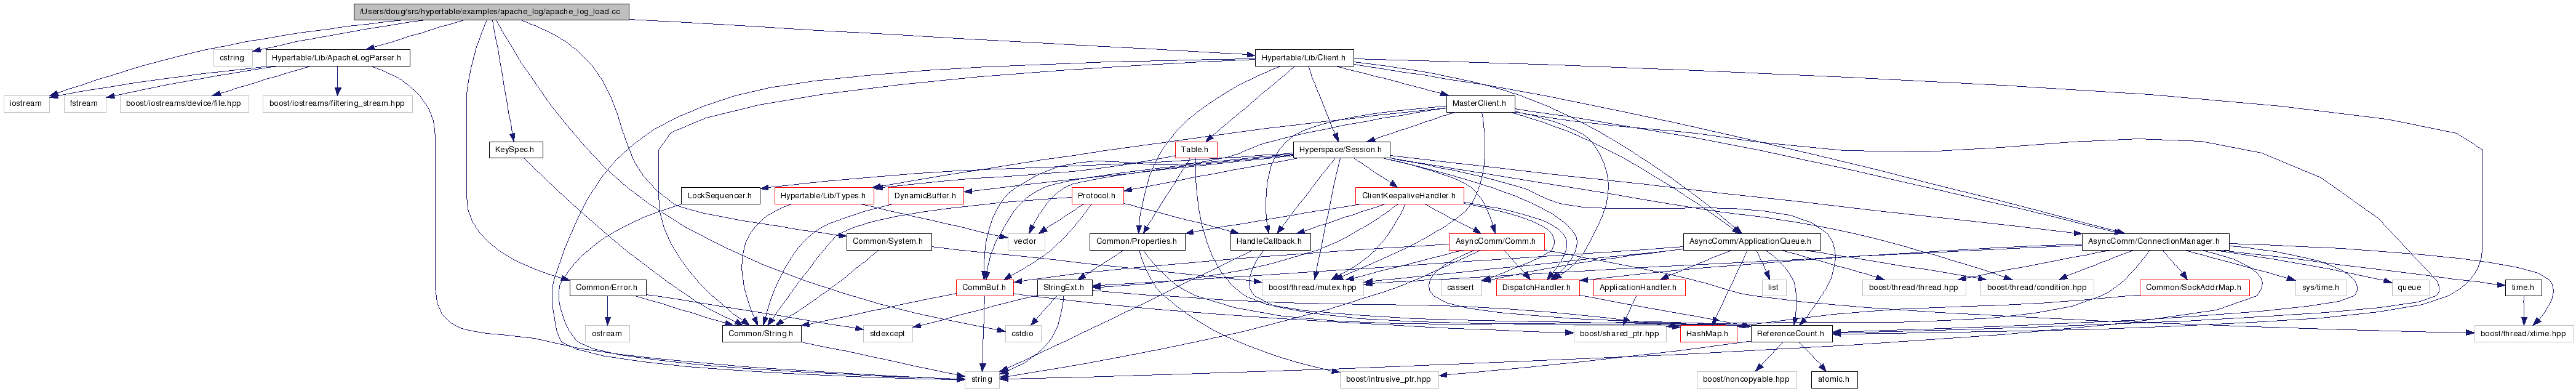 /Users/doug/src/hypertable/examples/apache_log/apache_log_load.cc
cstring
Hypertable/Lib/ApacheLogParser.h
Hypertable/Lib/Client.h
iostream
fstream
boost/iostreams/device/file.hpp
boost/iostreams/filtering_stream.hpp
MasterClient.h
KeySpec.h
Table.h
Hyperspace/Session.h
LockSequencer.h
Hypertable/Lib/Types.h
DynamicBuffer.h
Protocol.h
ClientKeepaliveHandler.h
Common/System.h
vector
Common/Properties.h
HandleCallback.h
AsyncComm/Comm.h
AsyncComm/ApplicationQueue.h
AsyncComm/ConnectionManager.h
Common/Error.h
CommBuf.h
StringExt.h
boost/thread/mutex.hpp
cassert
DispatchHandler.h
ApplicationHandler.h
list
boost/thread/thread.hpp
boost/thread/condition.hpp
Common/SockAddrMap.h
sys/time.h
queue
time.h
ostream
Common/String.h
stdexcept
cstdio
boost/shared_ptr.hpp
HashMap.h
ReferenceCount.h
boost/thread/xtime.hpp
string
boost/intrusive_ptr.hpp
boost/noncopyable.hpp
atomic.h